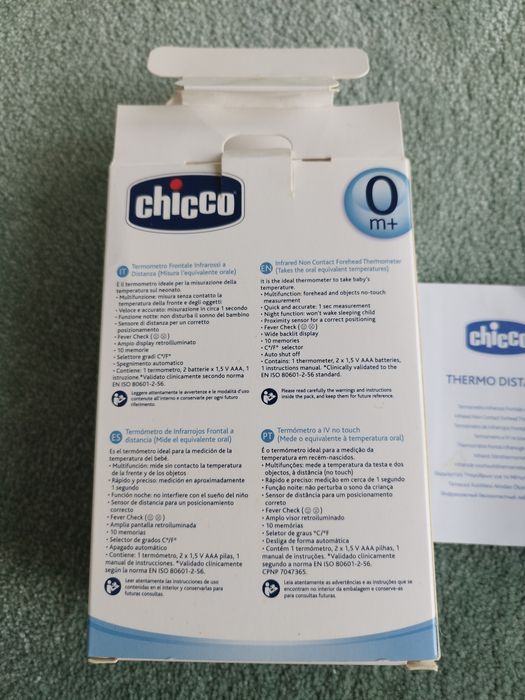 chicco
0
m+
IT Termometro Frontale Infrarossi a
Distanza (Misura l'equivalente orale)
È il termometro ideale per la misurazione della
temperatura sul neonato.
• Multifunzione: misura senza contatto la
temperatura della fronte e degli oggetti
• Veloce e accurato: misurazione in circa 1 secondo
• Funzione notte: non disturba il sonno del bambino
• Sensore di distanza per un corretto
posizionamento
• Fever Check (☹ ☺)
• Ampio display retroilluminato
• 10 memorie
• Selettore gradi C°/F°
• Spegnimento automatico
• Contiene: 1 termometro, 2 batterie x 1,5 V AAA, 1
istruzione.*Validato clinicamente secondo norma
EN ISO 80601-2-56.
Leggere attentamente le avvertenze e le modalità d'uso
contenute all'interno e conservarle per ogni futuro
riferimento.
EN Infrared Non Contact Forehead Thermometer
(Takes the oral equivalent temperatures)
It is the ideal thermometer to take baby's
temperature.
• Multifunction: forehead and objects no-touch
measurement
• Quick and accurate: 1 sec measurement
• Night function: won't wake sleeping child
• Proximity sensor for a correct positioning
• Fever Check (☹ ☺)
• Wide backlit display
• 10 memories
• C°/F° selector
• Auto shut off
• Contains: 1 thermometer, 2 x 1,5 V AAA batteries,
1 instructions manual. *Clinically validated to the
EN ISO 80601-2-56 standard.
Please read carefully the warnings and instructions
inside the pack, and keep them for future reference.
ES Termómetro de Infrarrojos Frontal a
distancia (Mide el equivalente oral)
Es el termómetro ideal para la medición de la
temperatura del bebé.
• Multifunción: mide sin contacto la temperatura
de la frente y de los objetos
• Rápido y preciso: medición en aproximadamente
1 segundo
• Función noche: no interfiere con el sueño del niño
• Sensor de distancia para un posicionamiento
correcto
• Fever Check (☹ ☺)
• Amplia pantalla retroiluminada
• 10 memorias
• Selector de grados C°/F°
• Apagado automático
• Contiene: 1 termómetro, 2 x 1,5 V AAA pilas, 1
manual de instrucciones. *Validado clínicamente
según la norma EN ISO 80601-2-56.
Leer atentamente las instrucciones de uso
contenidas en el interior y conservarlas para
futuras consultas.
PT Termómetro a IV no touch
(Mede o equivalente à temperatura oral)
É o termómetro ideal para a medição da
temperatura em recém-nascidos.
• Multifunções: mede a temperatura da testa e dos
objectos, à distância (no touch)
• Rápido e preciso: medição em cerca de 1 segundo
• Função noite: não perturba o sono da criança
• Sensor de distância para um posicionamento
correto
• Fever Check (☹ ☺)
• Amplo visor retroiluminado
• 10 memórias
• Seletor de graus °C/°F
• Desliga de forma automática
• Contém 1 termómetro, 2 x 1,5 V AAA pilhas, 1
manual de instruções. *Validado clinicamente
segundo a norma EN ISO 80601-2-56.
CPNP 7047365.
Leia atentamente as advertências e as instruções que se
encontram no interior da embalagem e conserve-as
para consultas futuras.
chicco
THERMO DISTA